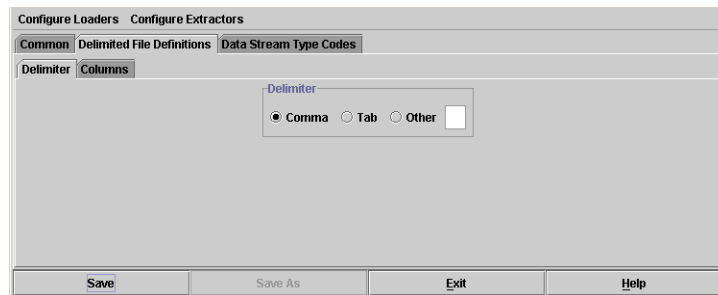 Configure Loaders Configure Extractors
Common Delimited File Definitions Data Stream Type Codes
Delimiter Columns
Delimiter
Comma Tab Other
Save Save As Exit Help